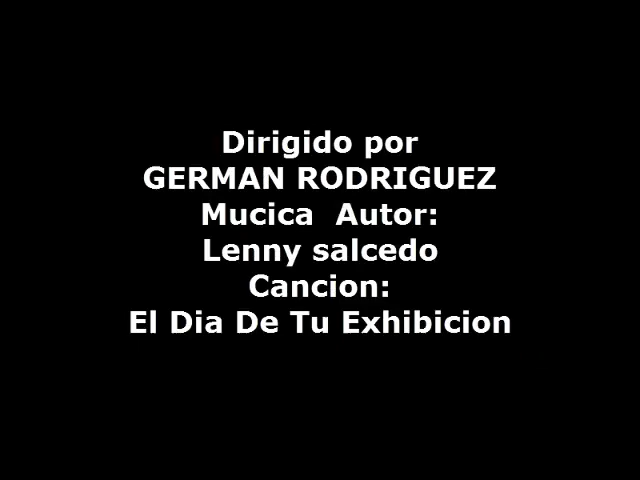 Dirigido por
GERMAN RODRIGUEZ
Mucica  Autor:
Lenny salcedo
Cancion:
El Dia De Tu Exhibicion